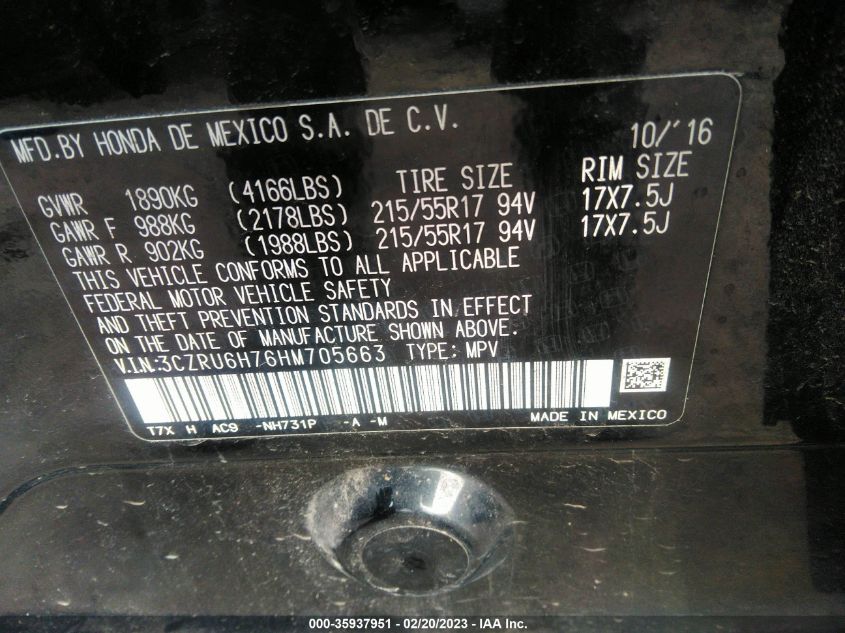 MFD. BY HONDA DE MEXICO S.A. DE C.V. 10/'16
TIRE SIZE RIM SIZE
GVWR 1890KG (4166LBS)
GAWR F 988KG (2178LBS) 215/55R17 94V 17X7.5J
GAWR R 902KG (1988LBS) 215/55R17 94V 17X7.5J
THIS VEHICLE CONFORMS TO ALL APPLICABLE
FEDERAL MOTOR VEHICLE SAFETY
AND THEFT PREVENTION STANDARDS IN EFFECT
ON THE DATE OF MANUFACTURE SHOWN ABOVE.
V.I.N:3CZRU6H76HM705663 TYPE: MPV
T7X H AC9 -NH731P -A -M MADE IN MEXICO
000-35937951 - 02/20/2023 - IAA Inc.